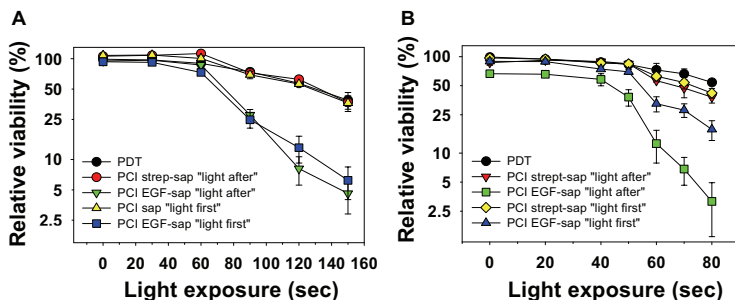 A
Relative viability (%)
100
50
25
10
5
2.5
PDT
PCI strep-sap "light after"
PCI EGF-sap "light after"
PCI sap "light first"
PCI EGF-sap "light first"
0 20 40 60 80 100 120 140 160
Light exposure (sec)
B
Relative viability (%)
100
50
25
10
5
2.5
PDT
PCI strept-sap "light after"
PCI EGF-sap "light after"
PCI strept-sap "light first"
PCI EGF-sap "light first"
0 20 40 60 80
Light exposure (sec)